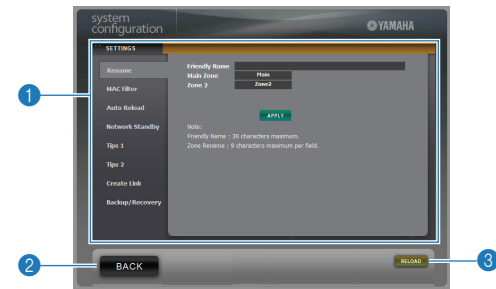 system
configuration
YAMAHA
SETTINGS
Rename
MAC Filter
Auto Reload
Network Standby
Tips 1
Tips 2
Create Link
Backup/Recovery
Friendly Name
Main Zone Main
Zone 2 Zone2
APPLY
Note:
Friendly Name : 30 characters maximum.
Zone Rename : 9 characters maximum per field.
BACK
RELOAD
1
2
3